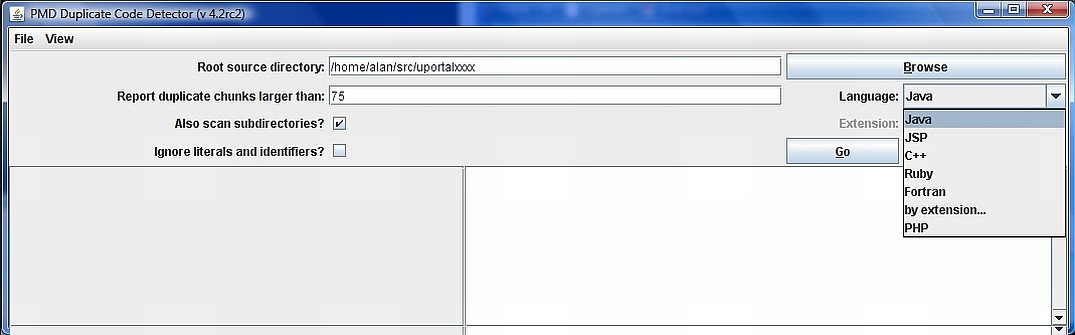 PMD Duplicate Code Detector (v 4.2rc2)
File View
Root source directory: /home/alan/src/uportalxxx Browse
Report duplicate chunks larger than: 75 Language: Java
Also scan subdirectories? Extension:
Ignore literals and identifiers? Go
Java
JSP
C++
Ruby
Fortran
by extension...
PHP